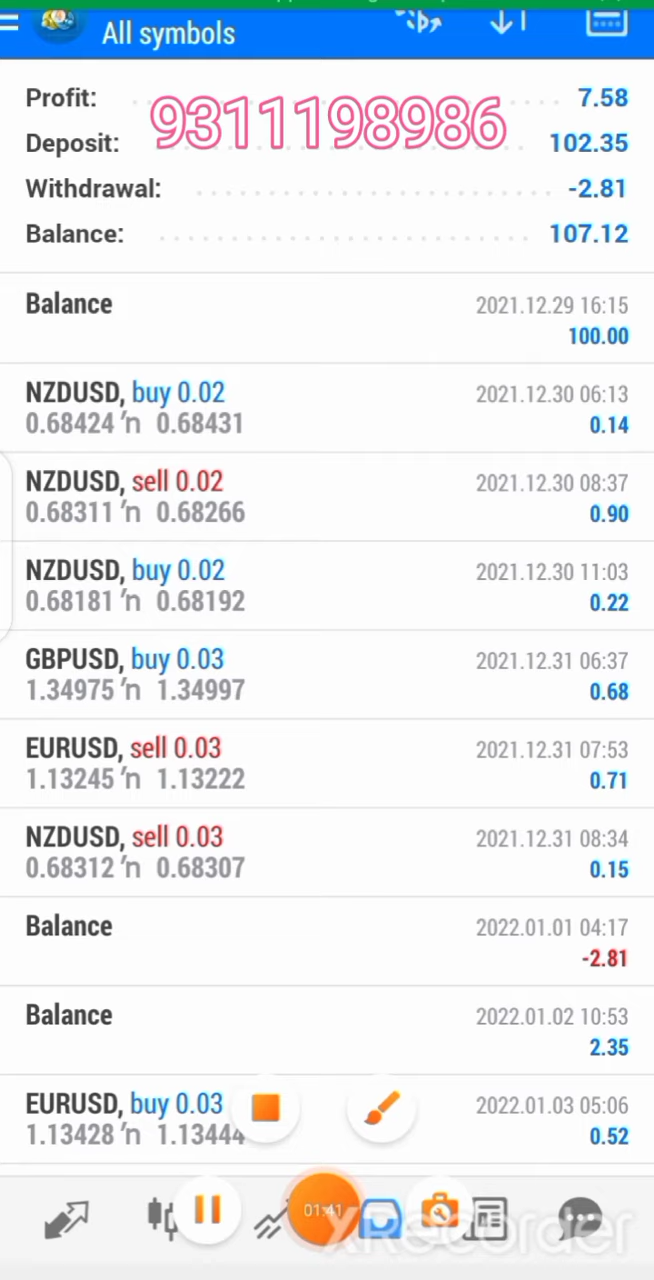 All symbols
Profit: 7.58
9311198986
Deposit: 102.35
Withdrawal: -2.81
Balance: 107.12
Balance 2021.12.29 16:15
100.00
NZDUSD, buy 0.02 2021.12.30 06:13
0.68424 'n 0.68431 0.14
NZDUSD, sell 0.02 2021.12.30 08:37
0.68311 'n 0.68266 0.90
NZDUSD, buy 0.02 2021.12.30 11:03
0.68181 'n 0.68192 0.22
GBPUSD, buy 0.03 2021.12.31 06:37
1.34975 'n 1.34997 0.68
EURUSD, sell 0.03 2021.12.31 07:53
1.13245 'n 1.13222 0.71
NZDUSD, sell 0.03 2021.12.31 08:34
0.68312 'n 0.68307 0.15
Balance 2022.01.01 04:17
-2.81
Balance 2022.01.02 10:53
2.35
EURUSD, buy 0.03 2022.01.03 05:06
1.13428 'n 1.13444 0.52
01:41
XRecorder